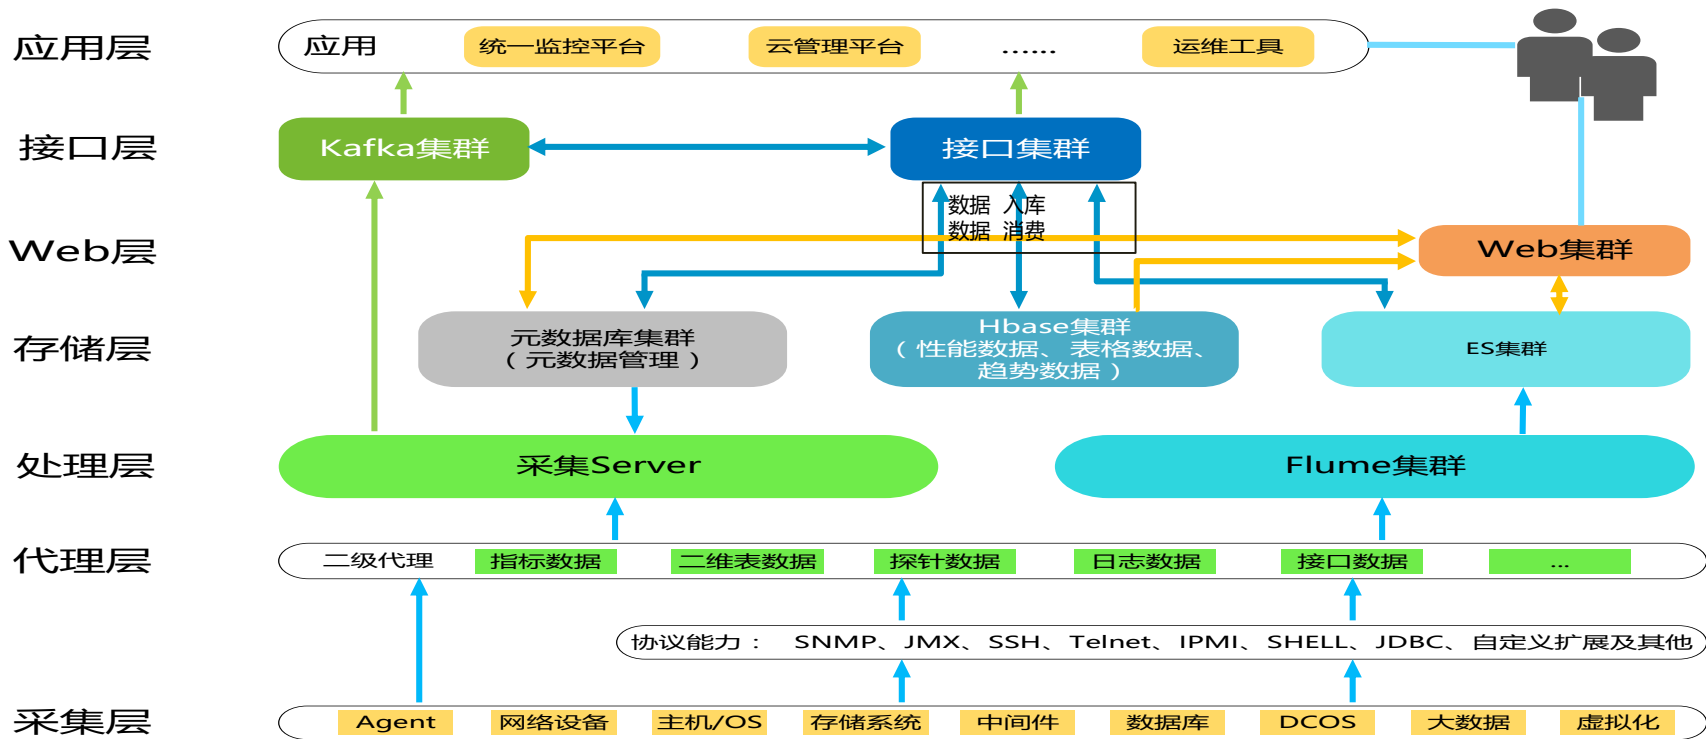 应用层
应用
统一监控平台
云管理平台
......
运维工具
接口层
Kafka集群
接口集群
数据 入库
数据 消费
Web层
Web集群
存储层
元数据库集群
（元数据管理）
Hbase集群
（性能数据、表格数据、
趋势数据）
ES集群
处理层
采集Server
Flume集群
代理层
二级代理
指标数据
二维表数据
探针数据
日志数据
接口数据
...
协议能力： SNMP、JMX、SSH、Telnet、IPMI、SHELL、JDBC、自定义扩展及其他
采集层
Agent
网络设备
主机/OS
存储系统
中间件
数据库
DCOS
大数据
虚拟化